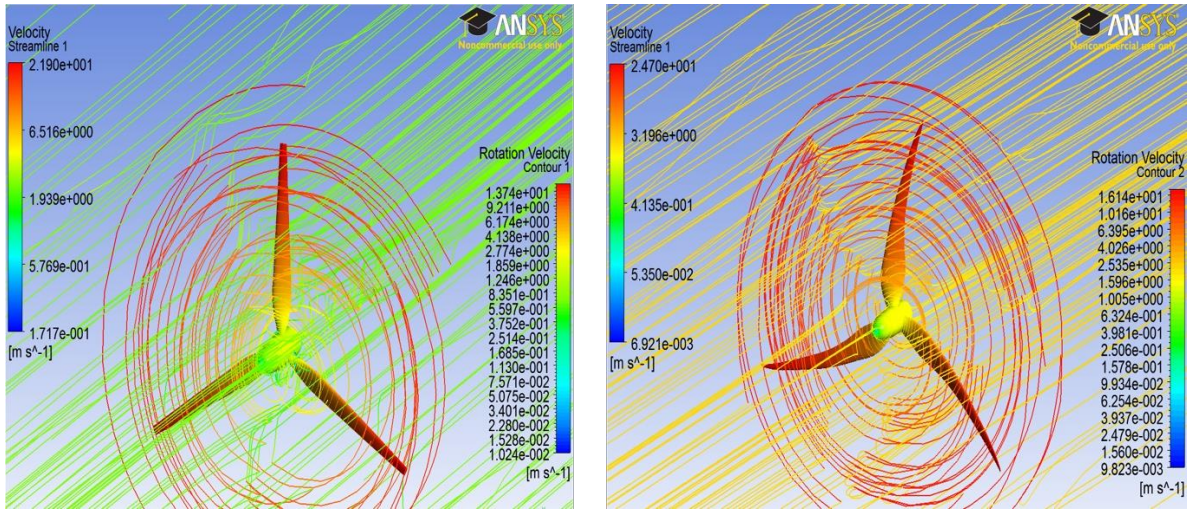 Velocity
Streamline 1
2.190e+001
6.516e+000
1.939e+000
5.769e-001
1.717e-001
[m s^-1]
ANSYS
Noncommercial use only
Rotation Velocity
Contour 1
1.374e+001
9.211e+000
6.174e+000
4.138e+000
2.774e+000
1.859e+000
1.246e+000
8.351e-001
5.597e-001
3.752e-001
2.514e-001
1.685e-001
1.130e-001
7.571e-002
5.075e-002
3.401e-002
2.280e-002
1.528e-002
1.024e-002
[m s^-1]
Velocity
Streamline 1
2.470e+001
3.196e+000
4.135e-001
5.350e-002
6.921e-003
[m s^-1]
ANSYS
Noncommercial use only
Rotation Velocity
Contour 2
1.614e+001
1.016e+001
6.395e+000
4.026e+000
2.535e+000
1.596e+000
1.005e+000
6.324e-001
3.981e-001
2.506e-001
1.578e-001
9.934e-002
6.254e-002
3.937e-002
2.479e-002
1.560e-002
9.823e-003
[m s^-1]